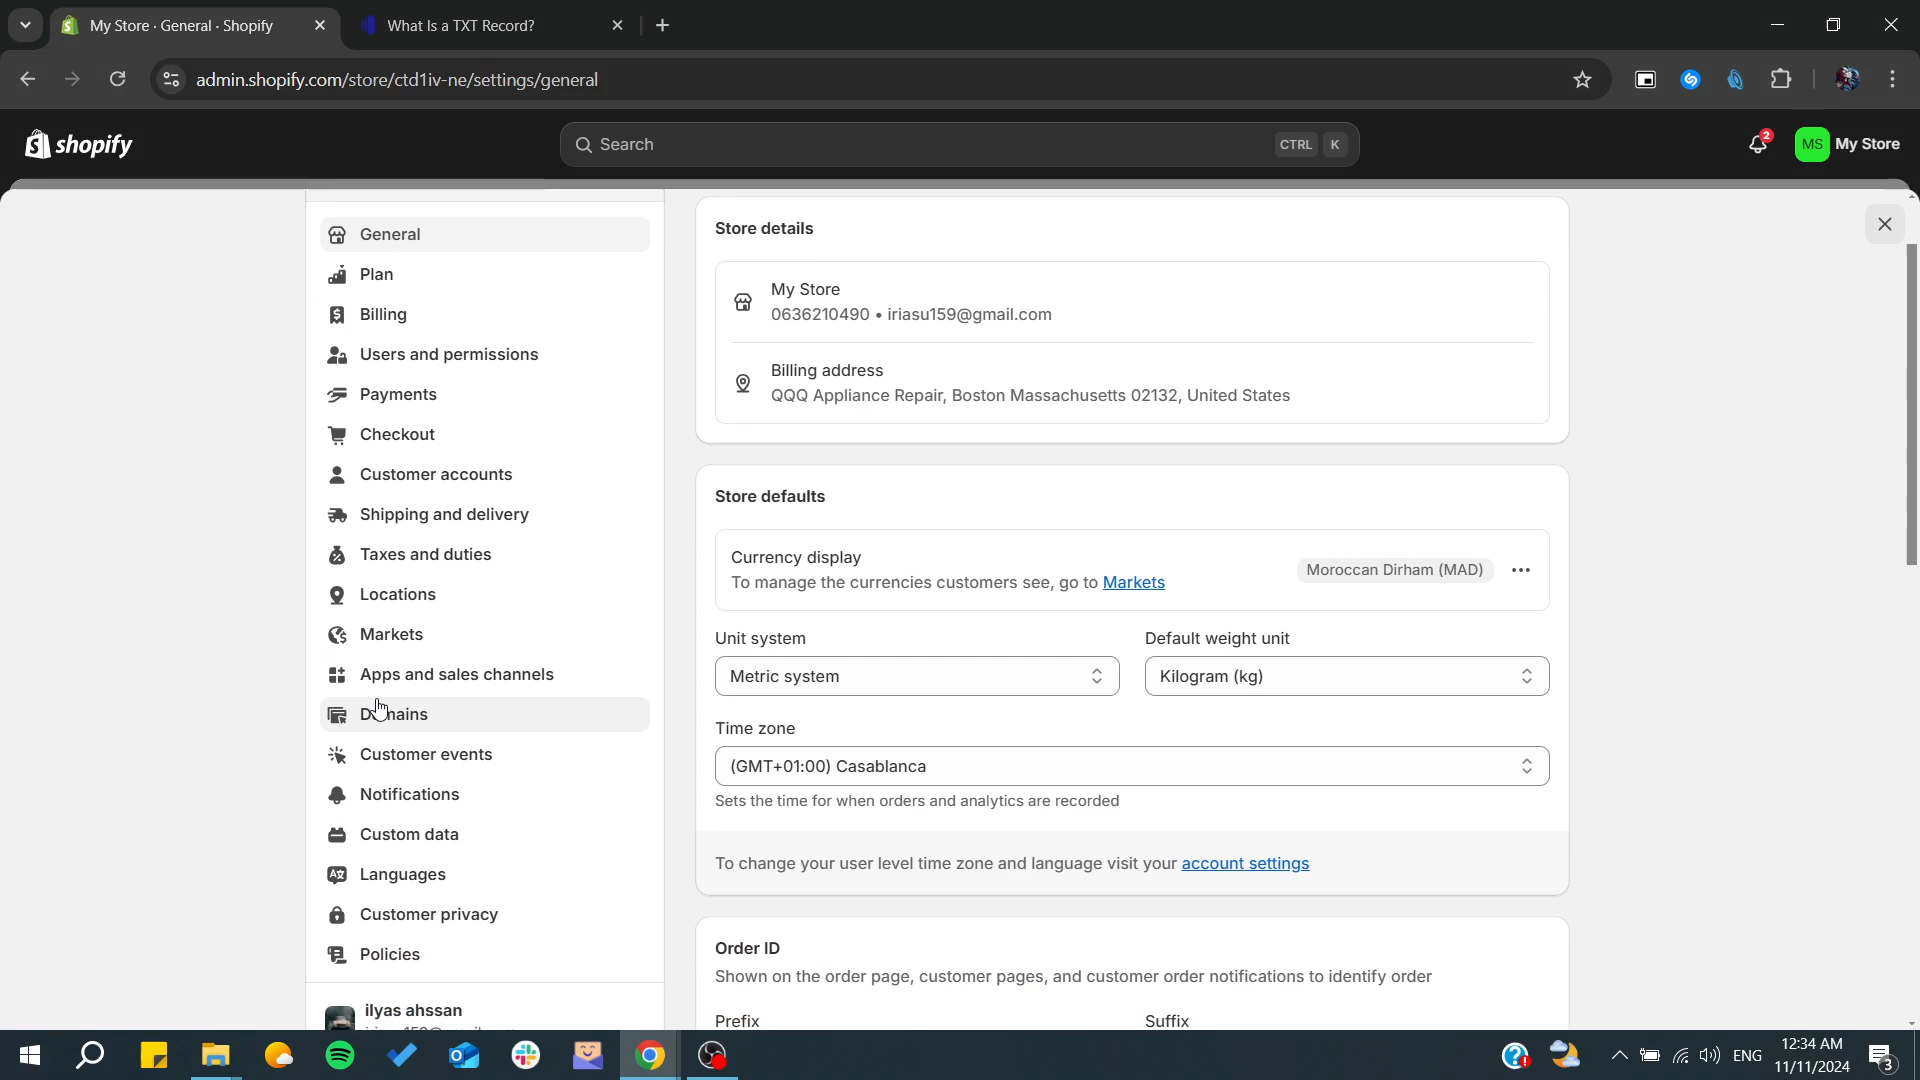 My Store · General · Shopify
What Is a TXT Record?
admin.shopify.com/store/ctd1iv-ne/settings/general
shopify
Search
CTRL K
2
MS My Store
General
Plan
Billing
Users and permissions
Payments
Checkout
Customer accounts
Shipping and delivery
Taxes and duties
Locations
Markets
Apps and sales channels
Domains
Customer events
Notifications
Custom data
Languages
Customer privacy
Policies
ilyas ahssan
Store details
My Store
0636210490 • iriasu159@gmail.com
Billing address
QQQ Appliance Repair, Boston Massachusetts 02132, United States
Store defaults
Currency display
To manage the currencies customers see, go to Markets
Moroccan Dirham (MAD)
Unit system
Default weight unit
Metric system
Kilogram (kg)
Time zone
(GMT+01:00) Casablanca
Sets the time for when orders and analytics are recorded
To change your user level time zone and language visit your account settings
Order ID
Shown on the order page, customer pages, and customer order notifications to identify order
Prefix
Suffix
ENG
12:34 AM
11/11/2024
3